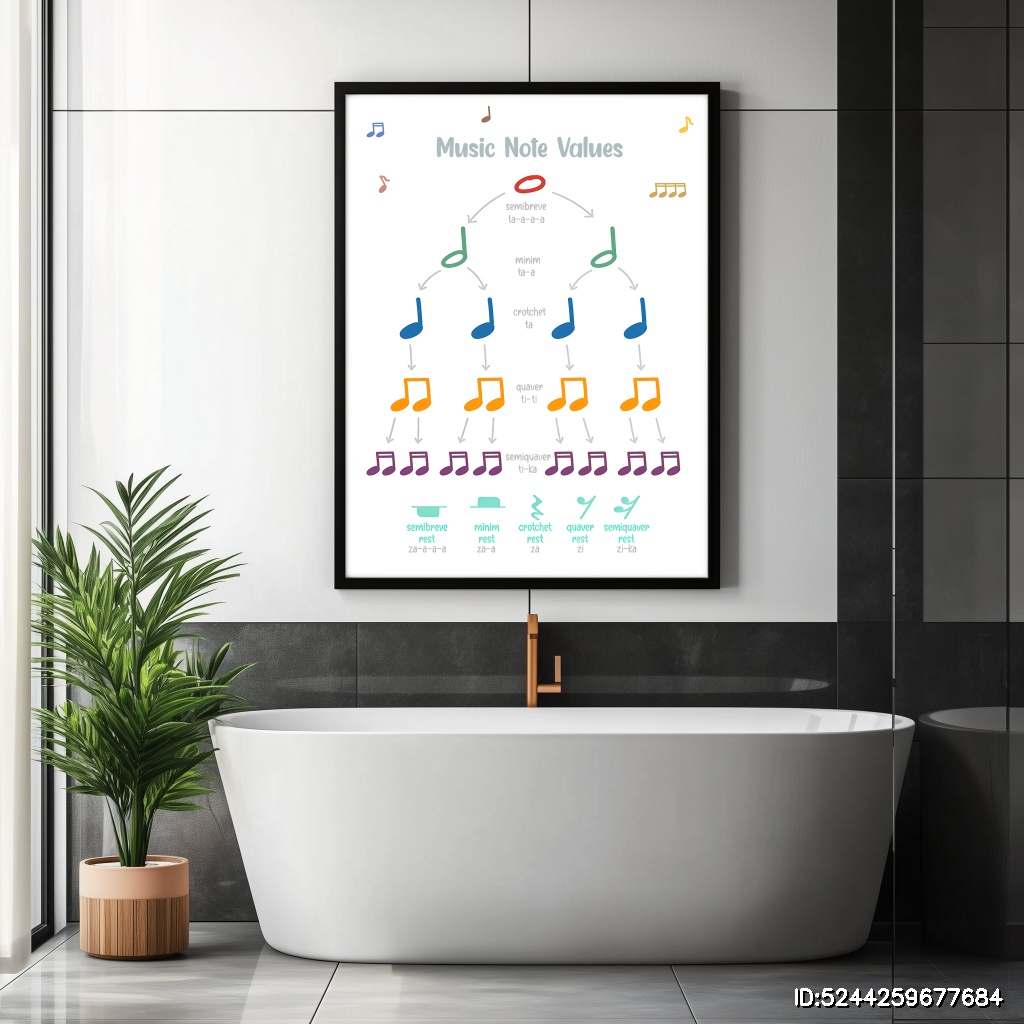 Music Note Values
semibreve
ta-a-a-a
minim
ta-a
crotchet
ta
quaver
ti-ti
semiquaver
ti-ka
semibreve rest
za-a-a-a
minim rest
za-a
crotchet rest
za
quaver rest
zi
semiquaver rest
zi-ka
ID:5244259677684